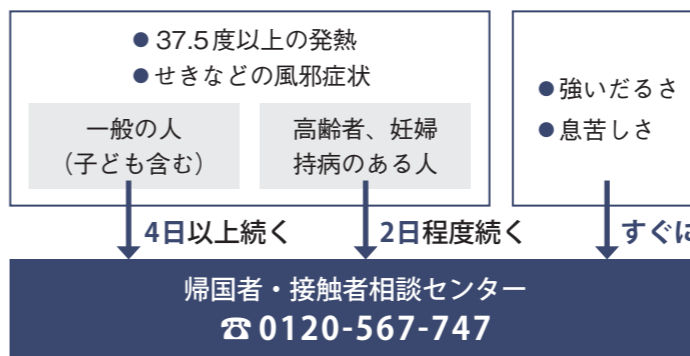 ● 37.5度以上の発熱
● せきなどの風邪症状
一般の人
（子ども含む）
高齢者、妊婦
持病のある人
● 強いだるさ
● 息苦しさ
4日以上続く
2日程度続く
すぐに
帰国者・接触者相談センター
☎0120-567-747